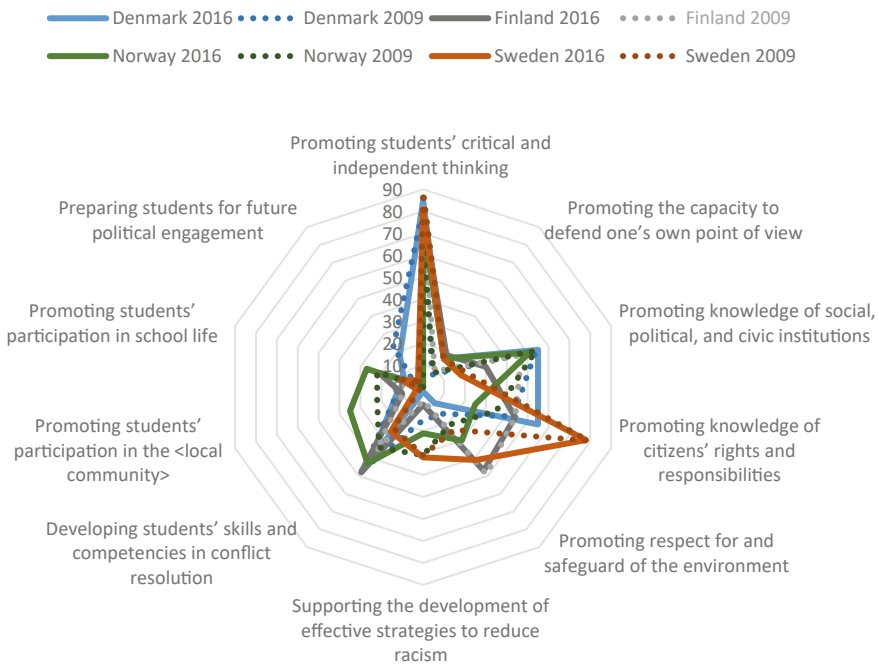 Denmark 2016 Denmark 2009 Finland 2016 Finland 2009
Norway 2016 Norway 2009 Sweden 2016 Sweden 2009
Promoting students’ critical and
independent thinking
90
80
70
60
50
40
30
20
10
Promoting the capacity to
defend one’s own point of view
Promoting knowledge of social,
political, and civic institutions
Promoting knowledge of
citizens’ rights and
responsibilities
Promoting respect for and
safeguard of the environment
Supporting the development of
effective strategies to reduce
racism
Developing students’ skills and
competencies in conflict
resolution
Promoting students’
participation in the <local
community>
Promoting students’
participation in school life
Preparing students for future
political engagement